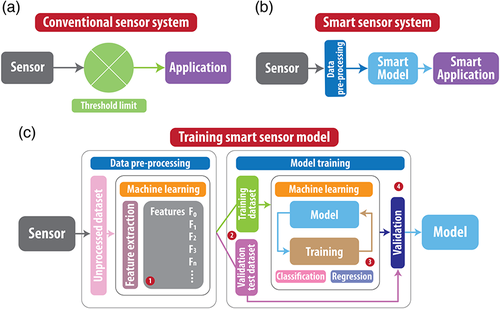 (a)
Conventional sensor system
Sensor
Application
Threshold limit
(b)
Smart sensor system
Sensor
Data
pre-processing
Smart
Model
Smart
Application
(c)
Training smart sensor model
Data pre-processing
Model training
Sensor
Unprocessed dataset
Machine learning
Feature extraction
Features F₀
F₁
F₂
F₃
Fₙ
⋮
1
2
Training
dataset
Validation
test dataset
Machine learning
Model
Training
3
Classification
Regression
4
Validation
Model